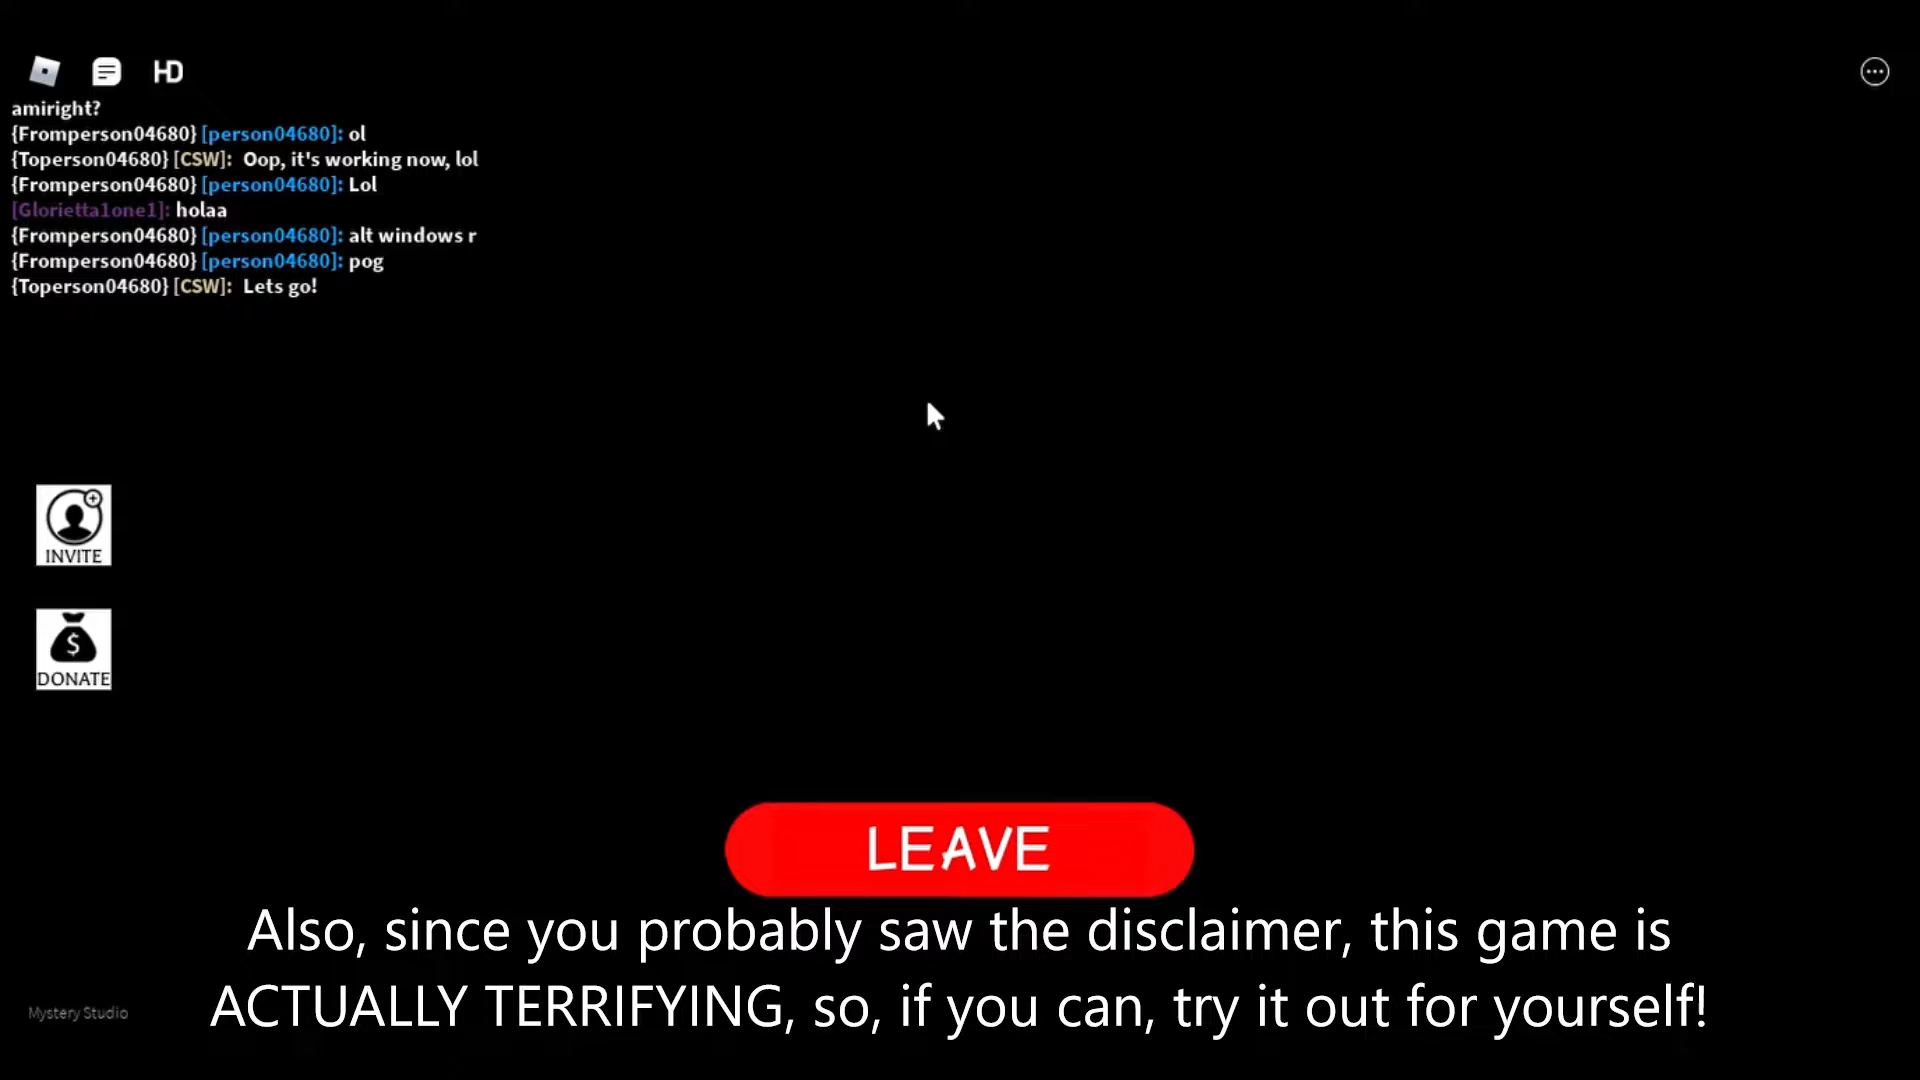 HD
amiright?
{Fromperson04680} [person04680]: ol
{Toperson04680} [CSW]: Oop, it's working now, lol
{Fromperson04680} [person04680]: Lol
[Glorietta1one1]: holaa
{Fromperson04680} [person04680]: alt windows r
{Fromperson04680} [person04680]: pog
{Toperson04680} [CSW]: Lets go!
INVITE
$
DONATE
LEAVE
Also, since you probably saw the disclaimer, this game is
ACTUALLY TERRIFYING, so, if you can, try it out for yourself!
Mystery Studio